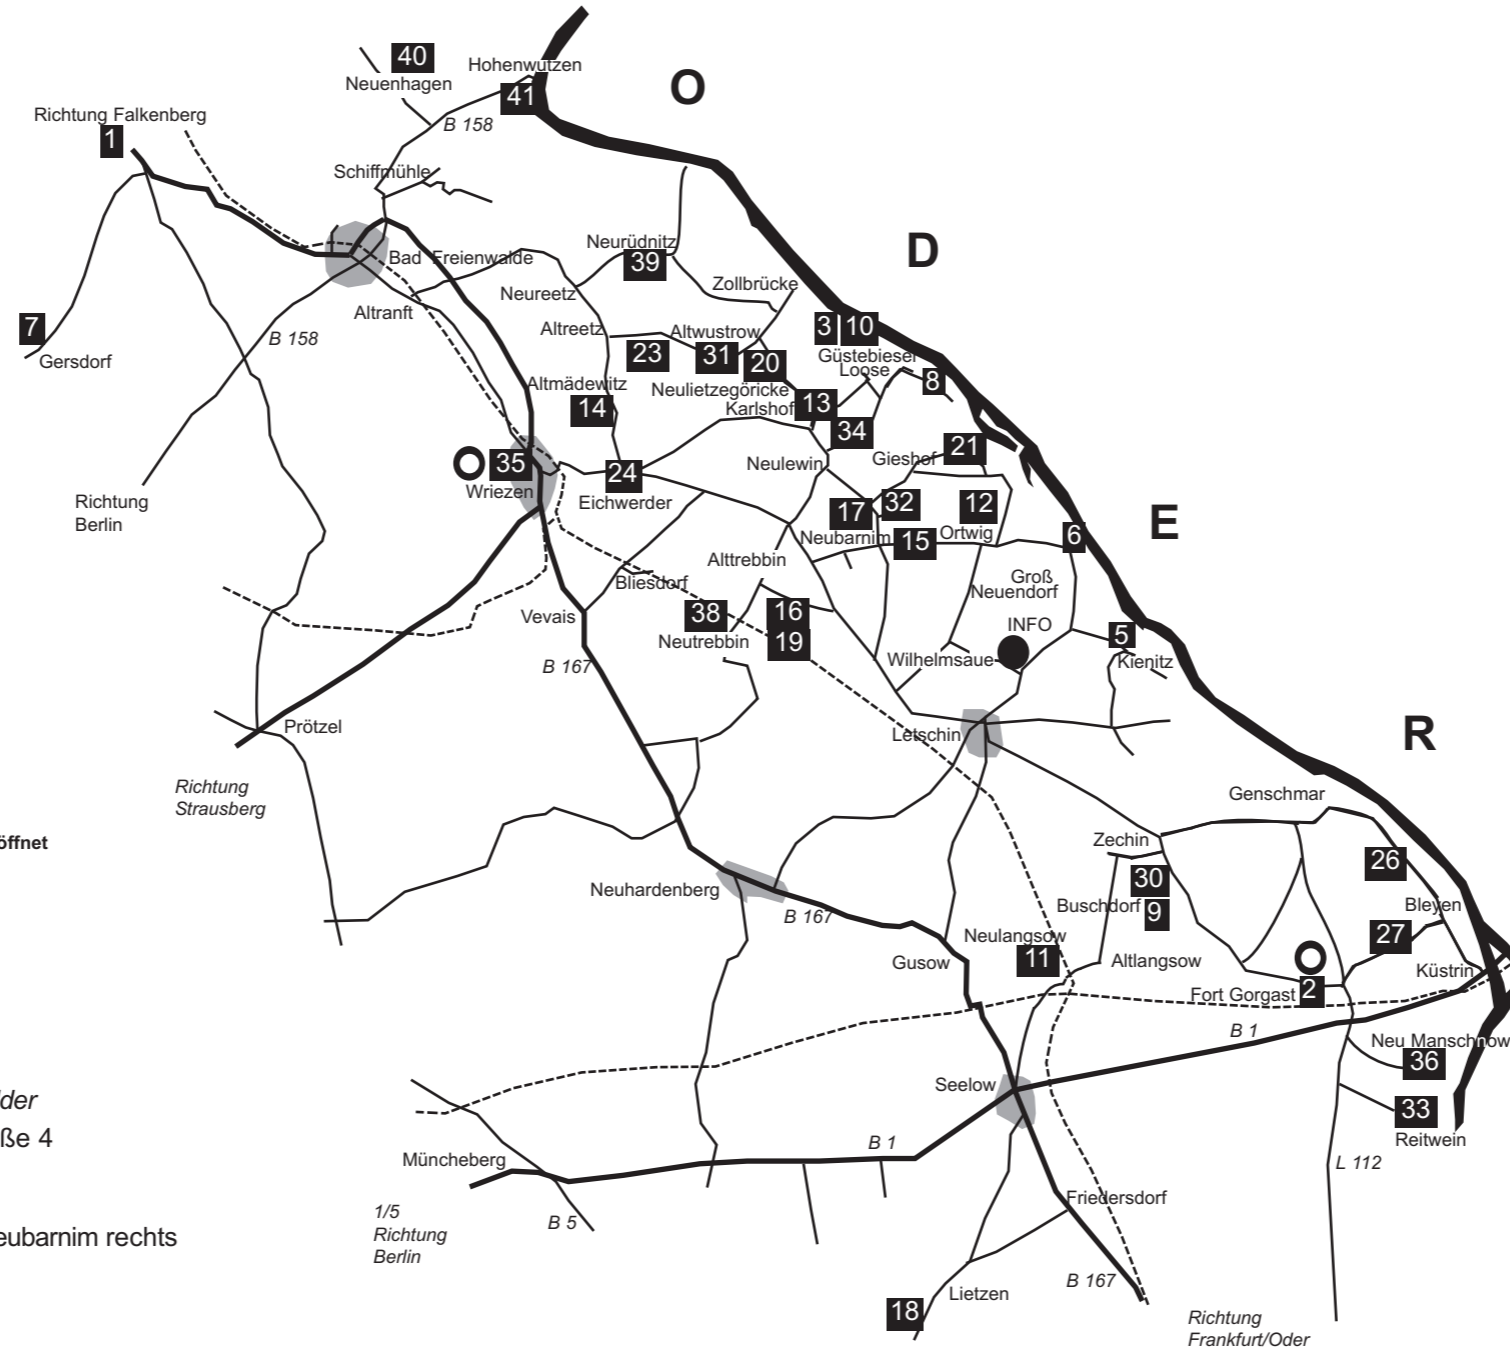 40
Neuenhagen
Hohenwutzen
41
O
B 158
Richtung Falkenberg
1
Schiffmühle
Bad Freienwalde
Neurüdnitz
39
D
Zollbrücke
Neureetz
Altranft
7
Gersdorf
B 158
Altreetz
Altwustrow
3
10
23
31
20
Güstebieser
Loose
8
Altmädewitz
14
Neulietzegöricke
Karlshof
13
34
35
Wriezen
24
Eichwerder
Neulewin
Gieshof
21
Richtung
Berlin
17
32
12
E
Neubarnim
15
Ortwig
6
Alttrebbin
Bliesdorf
Groß
Neuendorf
Vevais
38
Neutrebbin
16
19
INFO
5
Kienitz
Wilhelmsaue
B 167
Prötzel
Letschin
R
Richtung
Strausberg
Genschmar
öffnet
Zechin
26
30
Neuhardenberg
B 167
Buschdorf
9
Bleyen
27
Neulangsow
11
Gusow
Altlangsow
Küstrin
Fort Gorgast
2
B 1
Neu Manschnow
36
Seelow
der
33
Reitwein
ße 4
B 1
Müncheberg
L 112
1/5
Richtung
Berlin
B 5
Friedersdorf
eubarnim rechts
B 167
Lietzen
18
Richtung
Frankfurt/Oder